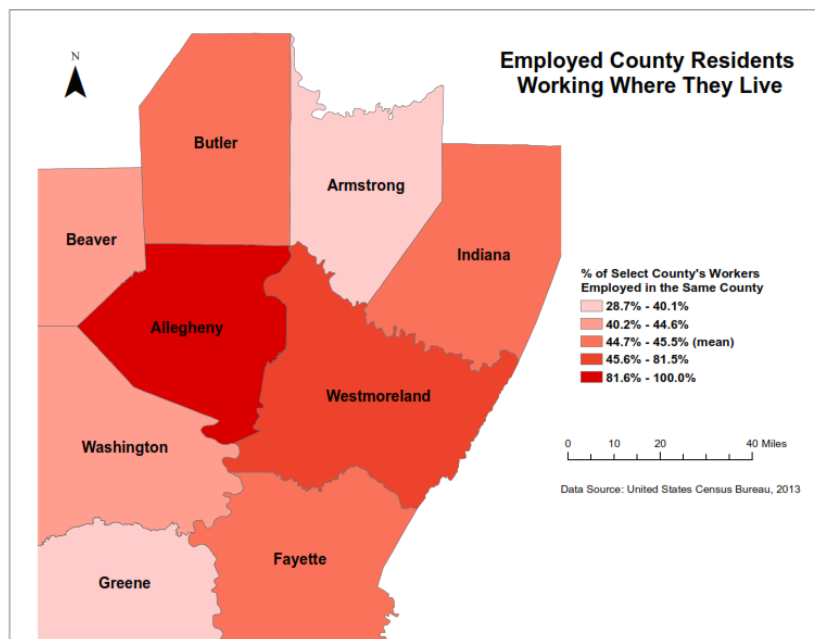 N
Employed County Residents
Working Where They Live
Butler
Armstrong
Beaver
Indiana
Allegheny
Westmoreland
Washington
Fayette
Greene
% of Select County's Workers
Employed in the Same County
28.7% - 40.1%
40.2% - 44.6%
44.7% - 45.5% (mean)
45.6% - 81.5%
81.6% - 100.0%
0 10 20 40 Miles
Data Source: United States Census Bureau, 2013